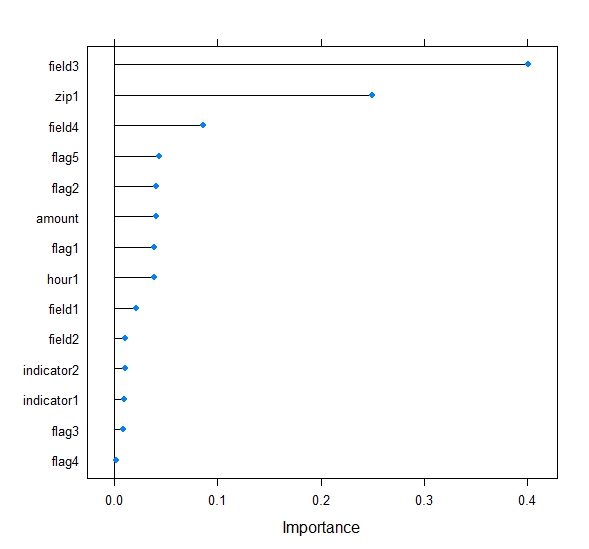 field3
zip1
field4
flag5
flag2
amount
flag1
hour1
field1
field2
indicator2
indicator1
flag3
flag4
0.0 0.1 0.2 0.3 0.4
Importance